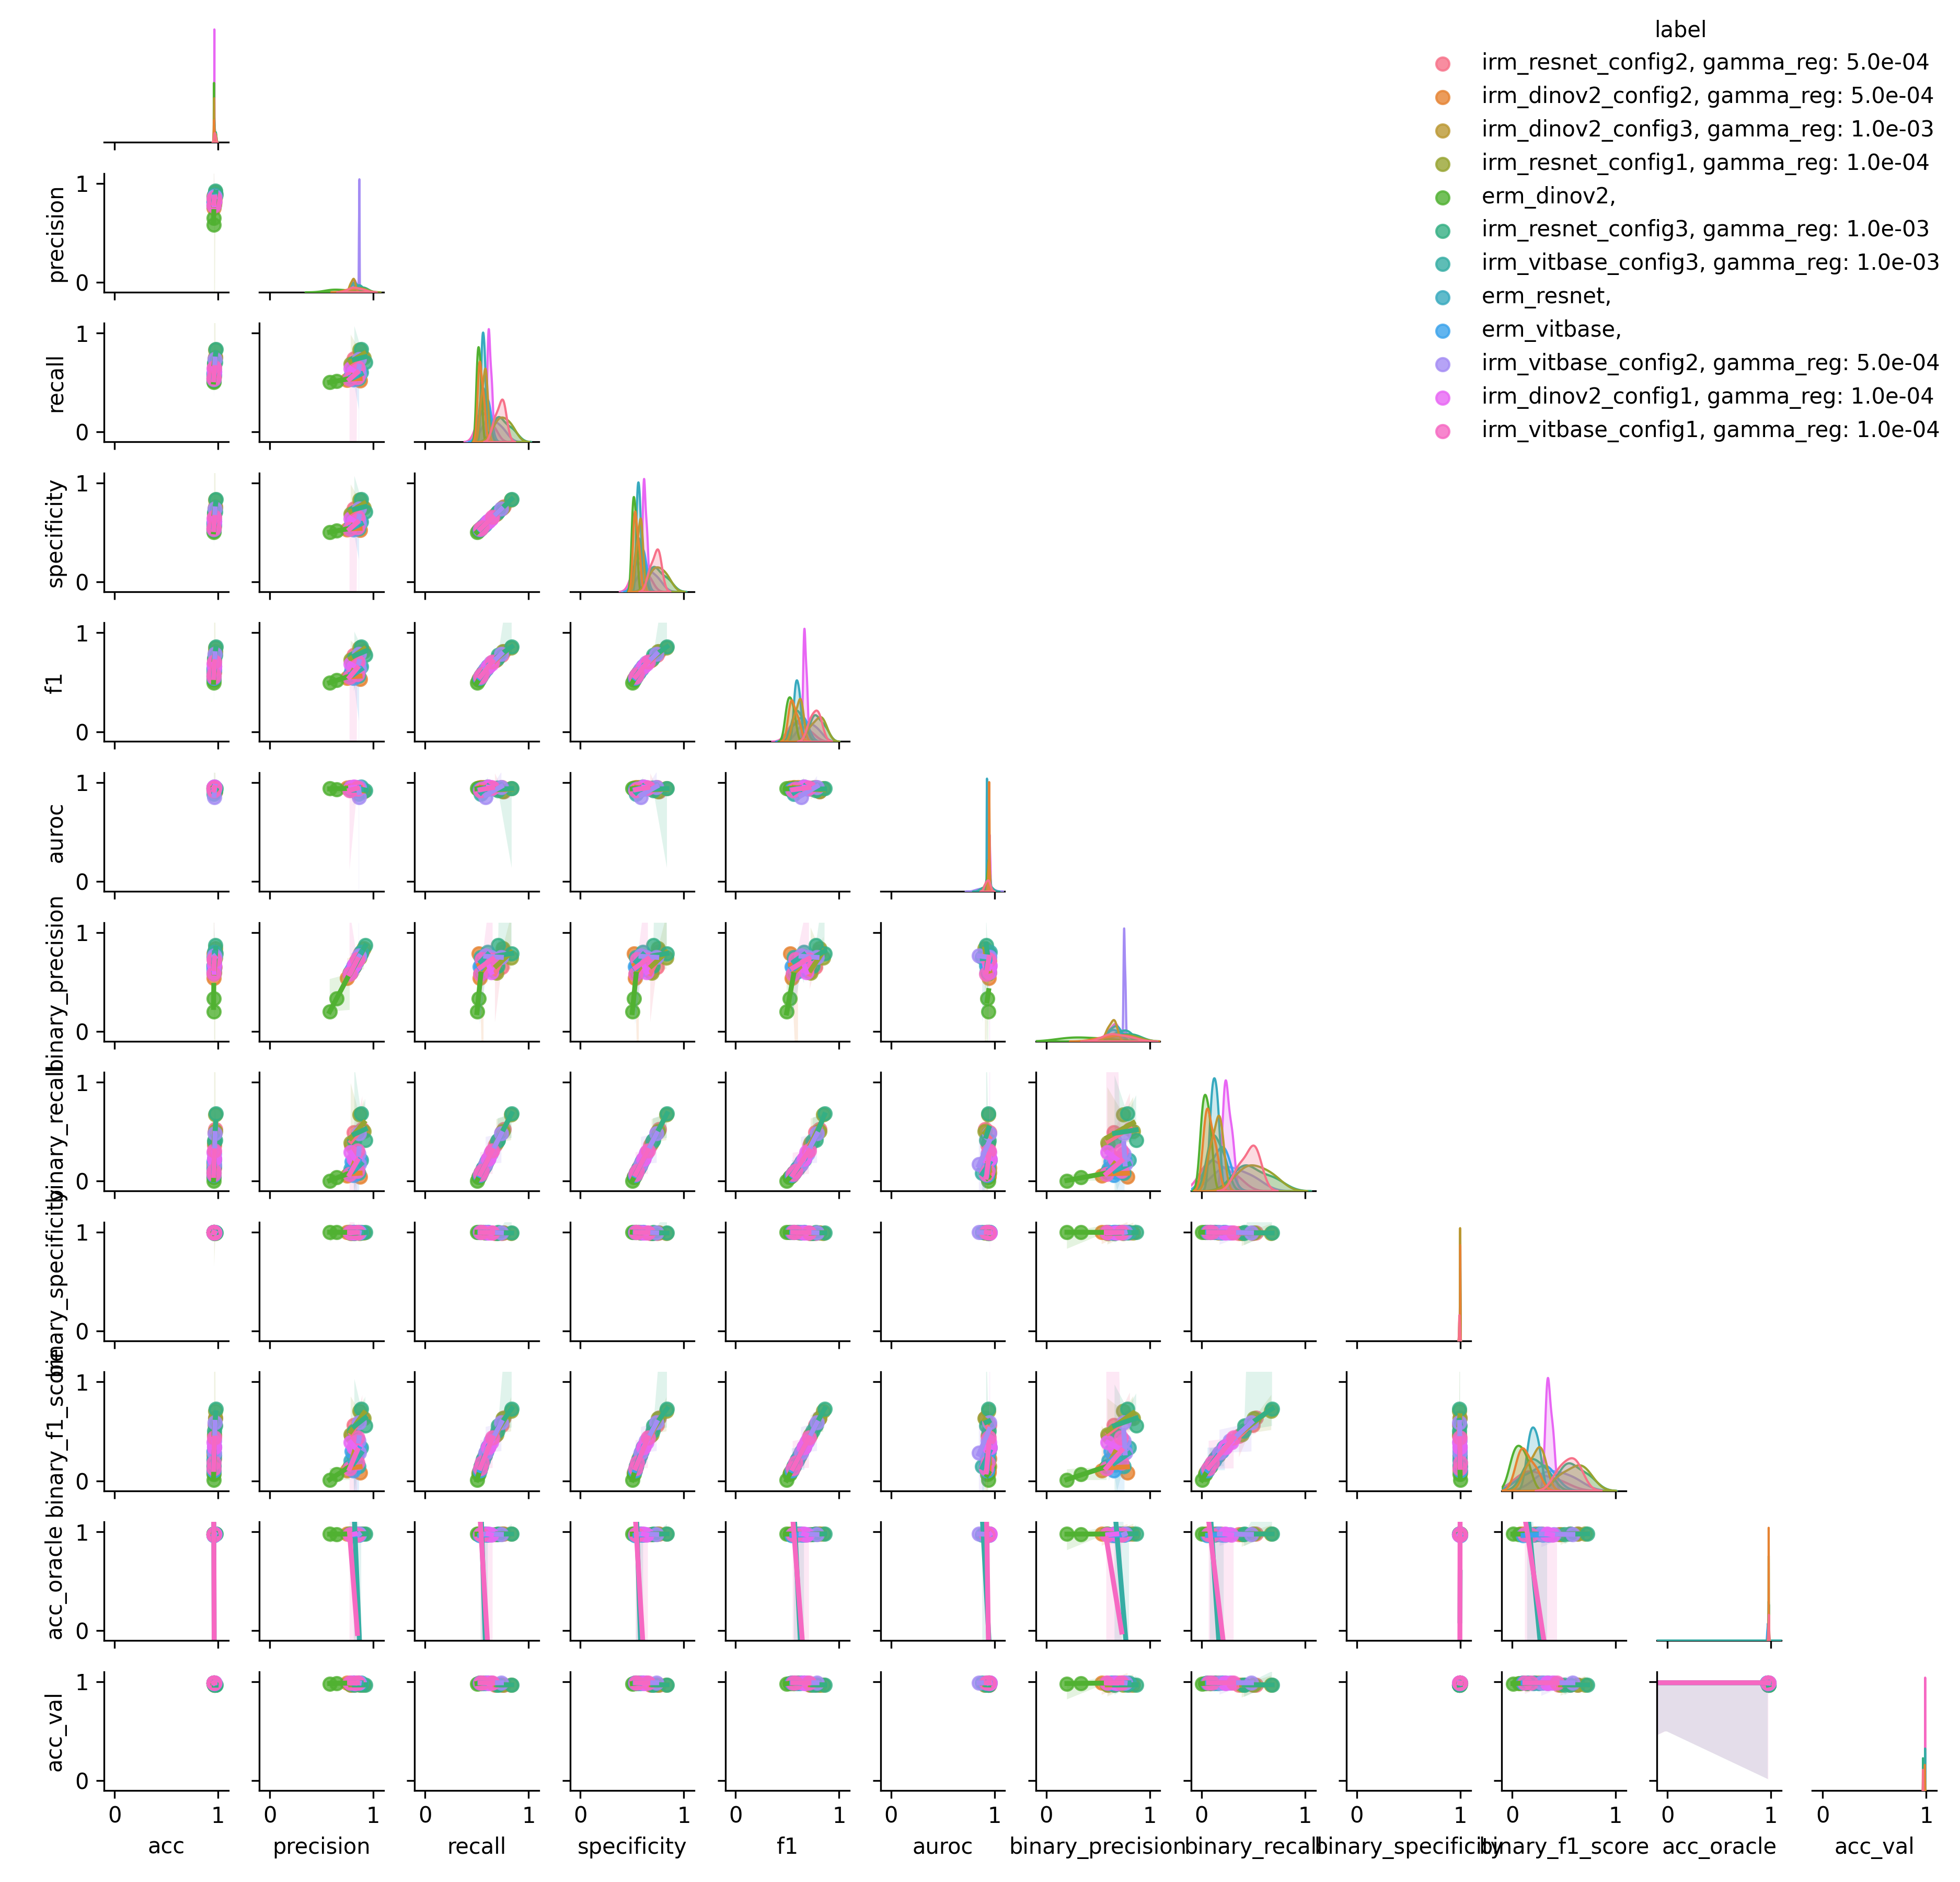 label
irm_resnet_config2, gamma_reg: 5.0e-04
irm_dinov2_config2, gamma_reg: 5.0e-04
irm_dinov2_config3, gamma_reg: 1.0e-03
irm_resnet_config1, gamma_reg: 1.0e-04
erm_dinov2,
irm_resnet_config3, gamma_reg: 1.0e-03
irm_vitbase_config3, gamma_reg: 1.0e-03
erm_resnet,
erm_vitbase,
irm_vitbase_config2, gamma_reg: 5.0e-04
irm_dinov2_config1, gamma_reg: 1.0e-04
irm_vitbase_config1, gamma_reg: 1.0e-04
precision
1
0
recall
1
0
specificity
1
0
f1
1
0
auroc
1
0
binary_precision
1
0
binary_recall
1
0
binary_specificity
1
0
binary_f1_score
1
0
acc_oracle
1
0
acc_val
1
0
0 1 0 1 0 1 0 1 0 1 0 1 0 1 0 1 0 1 0 1 0 1 0 1
acc precision recall specificity f1 auroc binary_precision binary_recall binary_specificity binary_f1_score acc_oracle acc_val